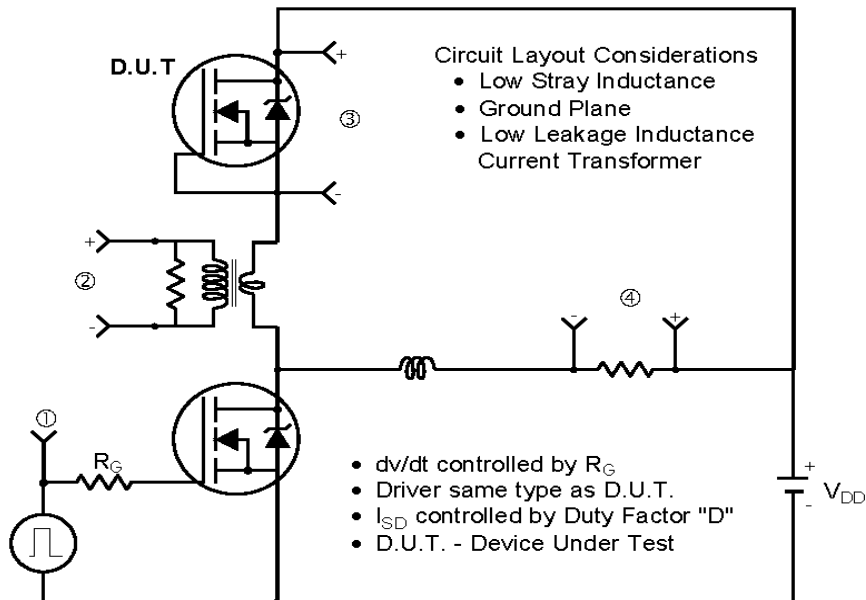 D.U.T
+
③
-
Circuit Layout Considerations
• Low Stray Inductance
• Ground Plane
• Low Leakage Inductance
Current Transformer
+
②
-
④
-
+
①
RG
• dv/dt controlled by RG
• Driver same type as D.U.T.
• ISD controlled by Duty Factor "D"
• D.U.T. - Device Under Test
+
VDD
-